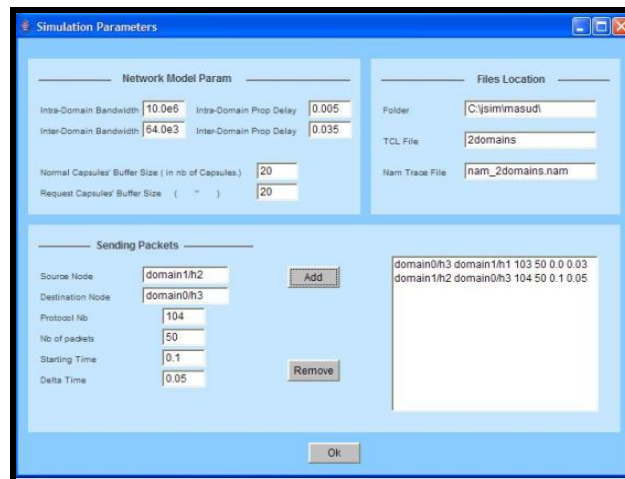 Simulation Parameters
Network Model Param
Intra-Domain Bandwidth 10.0e6 Intra-Domain Prop Delay 0.005
Inter-Domain Bandwidth 64.0e3 Inter-Domain Prop Delay 0.035
Normal Capsules' Buffer Size ( in nb of Capsules.) 20
Request Capsules' Buffer Size ( " ) 20
Files Location
Folder C:\jsim\masud\
TCL File 2domains
Nam Trace File nam_2domains.nam
Sending Packets
Source Node domain1/h2
Destination Node domain0/h3
Protocol Nb 104
Nb of packets 50
Starting Time 0.1
Delta Time 0.05
Add
Remove
domain0/h3 domain1/h1 103 50 0.0 0.03
domain1/h2 domain0/h3 104 50 0.1 0.05
Ok